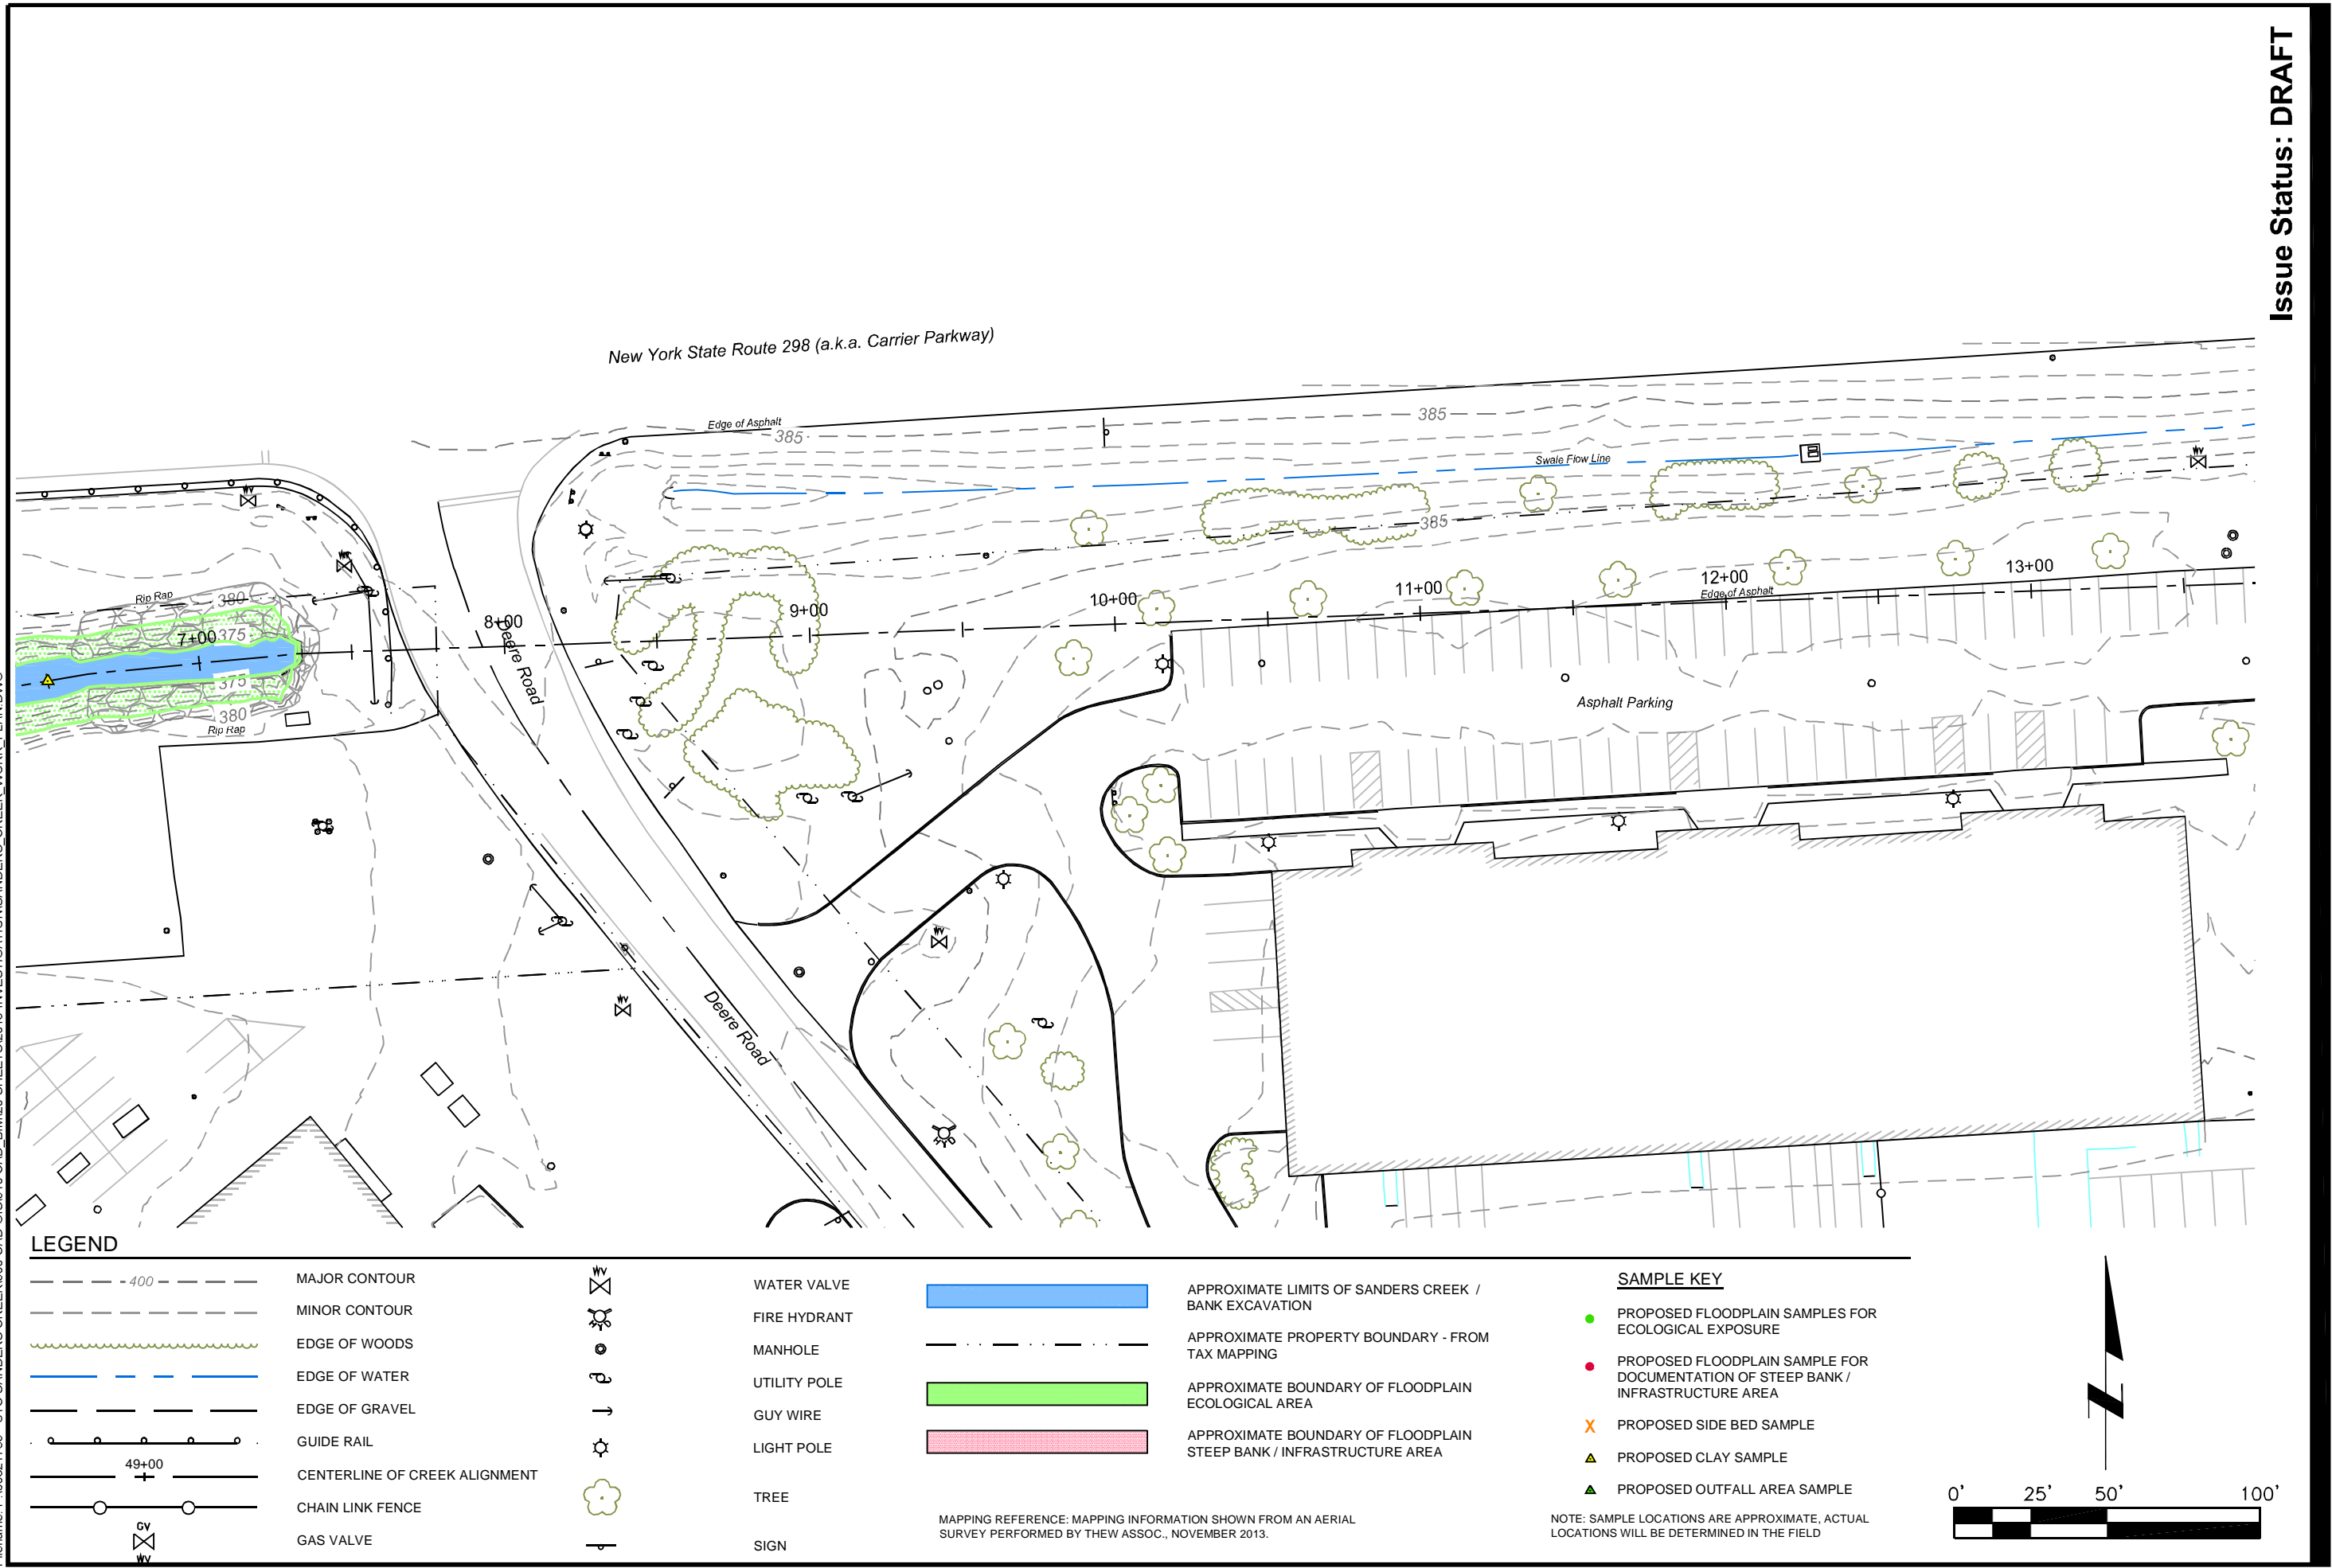 Issue Status: DRAFT
New York State Route 298 (a.k.a. Carrier Parkway)
Edge of Asphalt
385
385
Swale Flow Line
385
WV
WV
WV
Rip Rap
380
375
7+00
375
380
Rip Rap
8+00
9+00
10+00
11+00
12+00
13+00
Edge of Asphalt
Deere Road
Asphalt Parking
WV
WV
Deere Road
LEGEND
400
MAJOR CONTOUR
MINOR CONTOUR
EDGE OF WOODS
EDGE OF WATER
EDGE OF GRAVEL
GUIDE RAIL
49+00
CENTERLINE OF CREEK ALIGNMENT
CHAIN LINK FENCE
GV
GAS VALVE
WV
WV
WATER VALVE
FIRE HYDRANT
MANHOLE
UTILITY POLE
GUY WIRE
LIGHT POLE
TREE
SIGN
APPROXIMATE LIMITS OF SANDERS CREEK /
BANK EXCAVATION
APPROXIMATE PROPERTY BOUNDARY - FROM
TAX MAPPING
APPROXIMATE BOUNDARY OF FLOODPLAIN
ECOLOGICAL AREA
APPROXIMATE BOUNDARY OF FLOODPLAIN
STEEP BANK / INFRASTRUCTURE AREA
MAPPING REFERENCE: MAPPING INFORMATION SHOWN FROM AN AERIAL
SURVEY PERFORMED BY THEW ASSOC., NOVEMBER 2013.
SAMPLE KEY
PROPOSED FLOODPLAIN SAMPLES FOR
ECOLOGICAL EXPOSURE
PROPOSED FLOODPLAIN SAMPLE FOR
DOCUMENTATION OF STEEP BANK /
INFRASTRUCTURE AREA
X
PROPOSED SIDE BED SAMPLE
PROPOSED CLAY SAMPLE
PROPOSED OUTFALL AREA SAMPLE
NOTE: SAMPLE LOCATIONS ARE APPROXIMATE, ACTUAL
LOCATIONS WILL BE DETERMINED IN THE FIELD
N
0' 25' 50' 100'